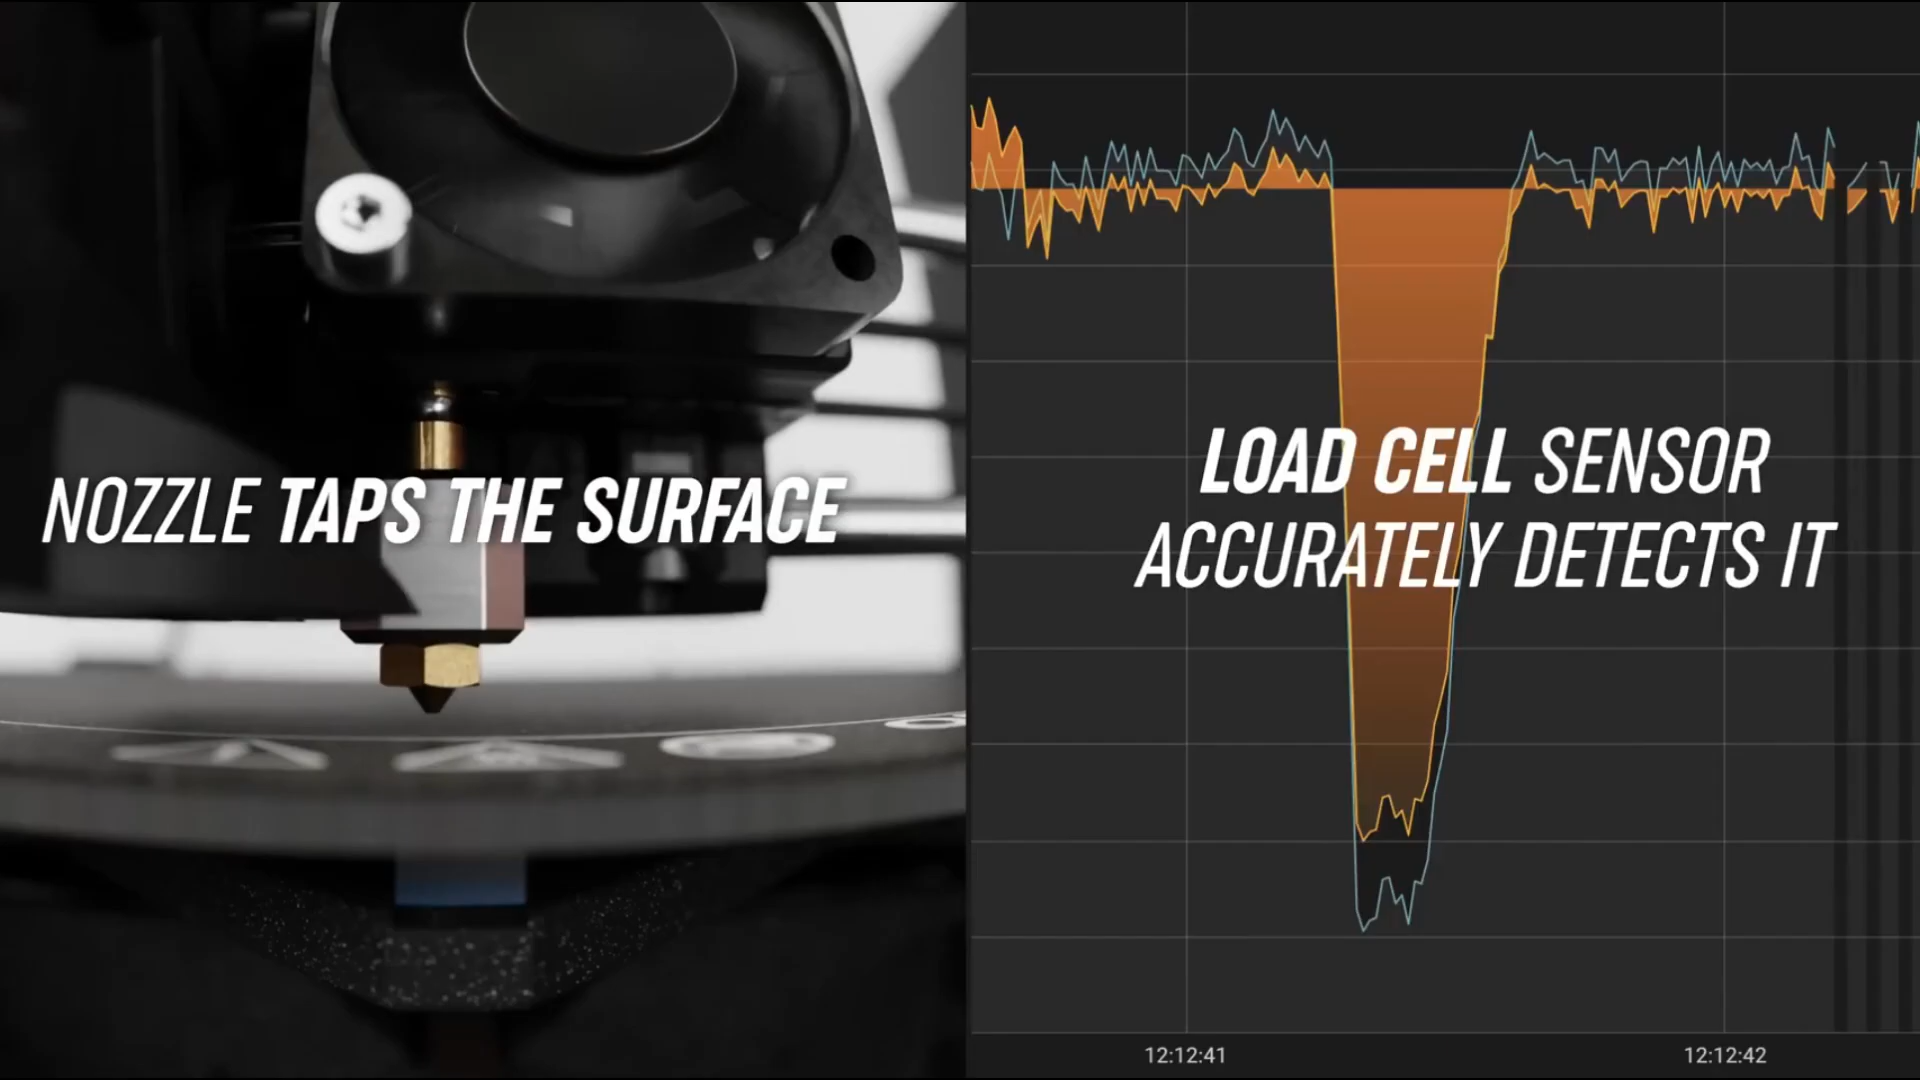 NOZZLE TAPS THE SURFACE
LOAD CELL SENSOR
ACCURATELY DETECTS IT
12:12:41
12:12:42